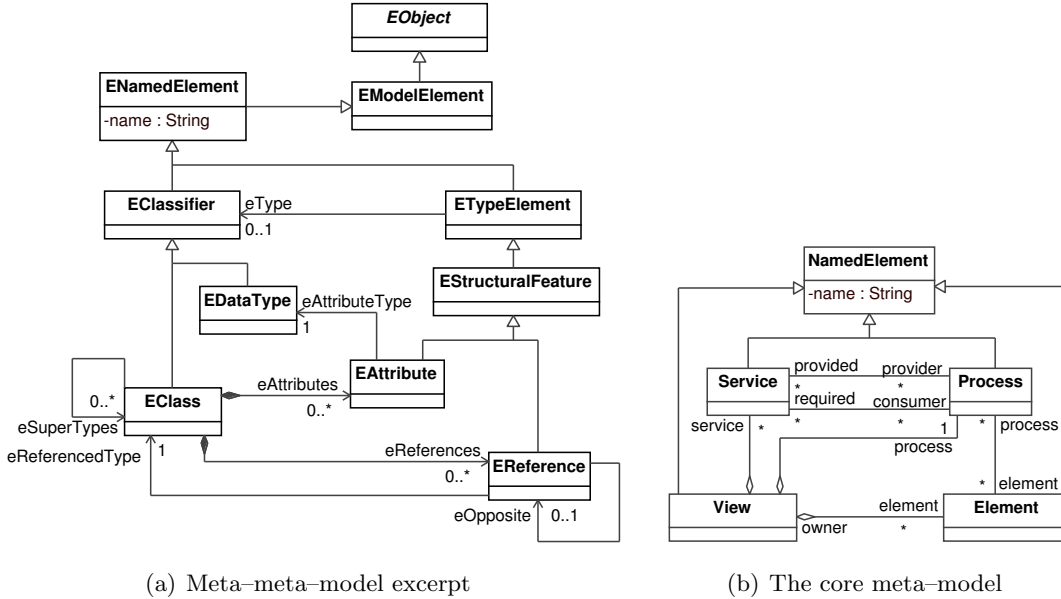 EObject
ENamedElement
-name : String
EModelElement
EClassifier
eType
0..1
ETypeElement
EStructuralFeature
EDataType
eAttributeType
1
EAttribute
EClass
eAttributes
0..*
0..*
eSuperTypes
eReferencedType
1
eReferences
0..*
EReference
eOpposite
0..1
(a) Meta–meta–model excerpt
NamedElement
-name : String
Service
provided
provider
*
*
required
consumer
*
*
Process
service
*
process
1
*
process
*
element
View
owner
element
*
Element
(b) The core meta–model